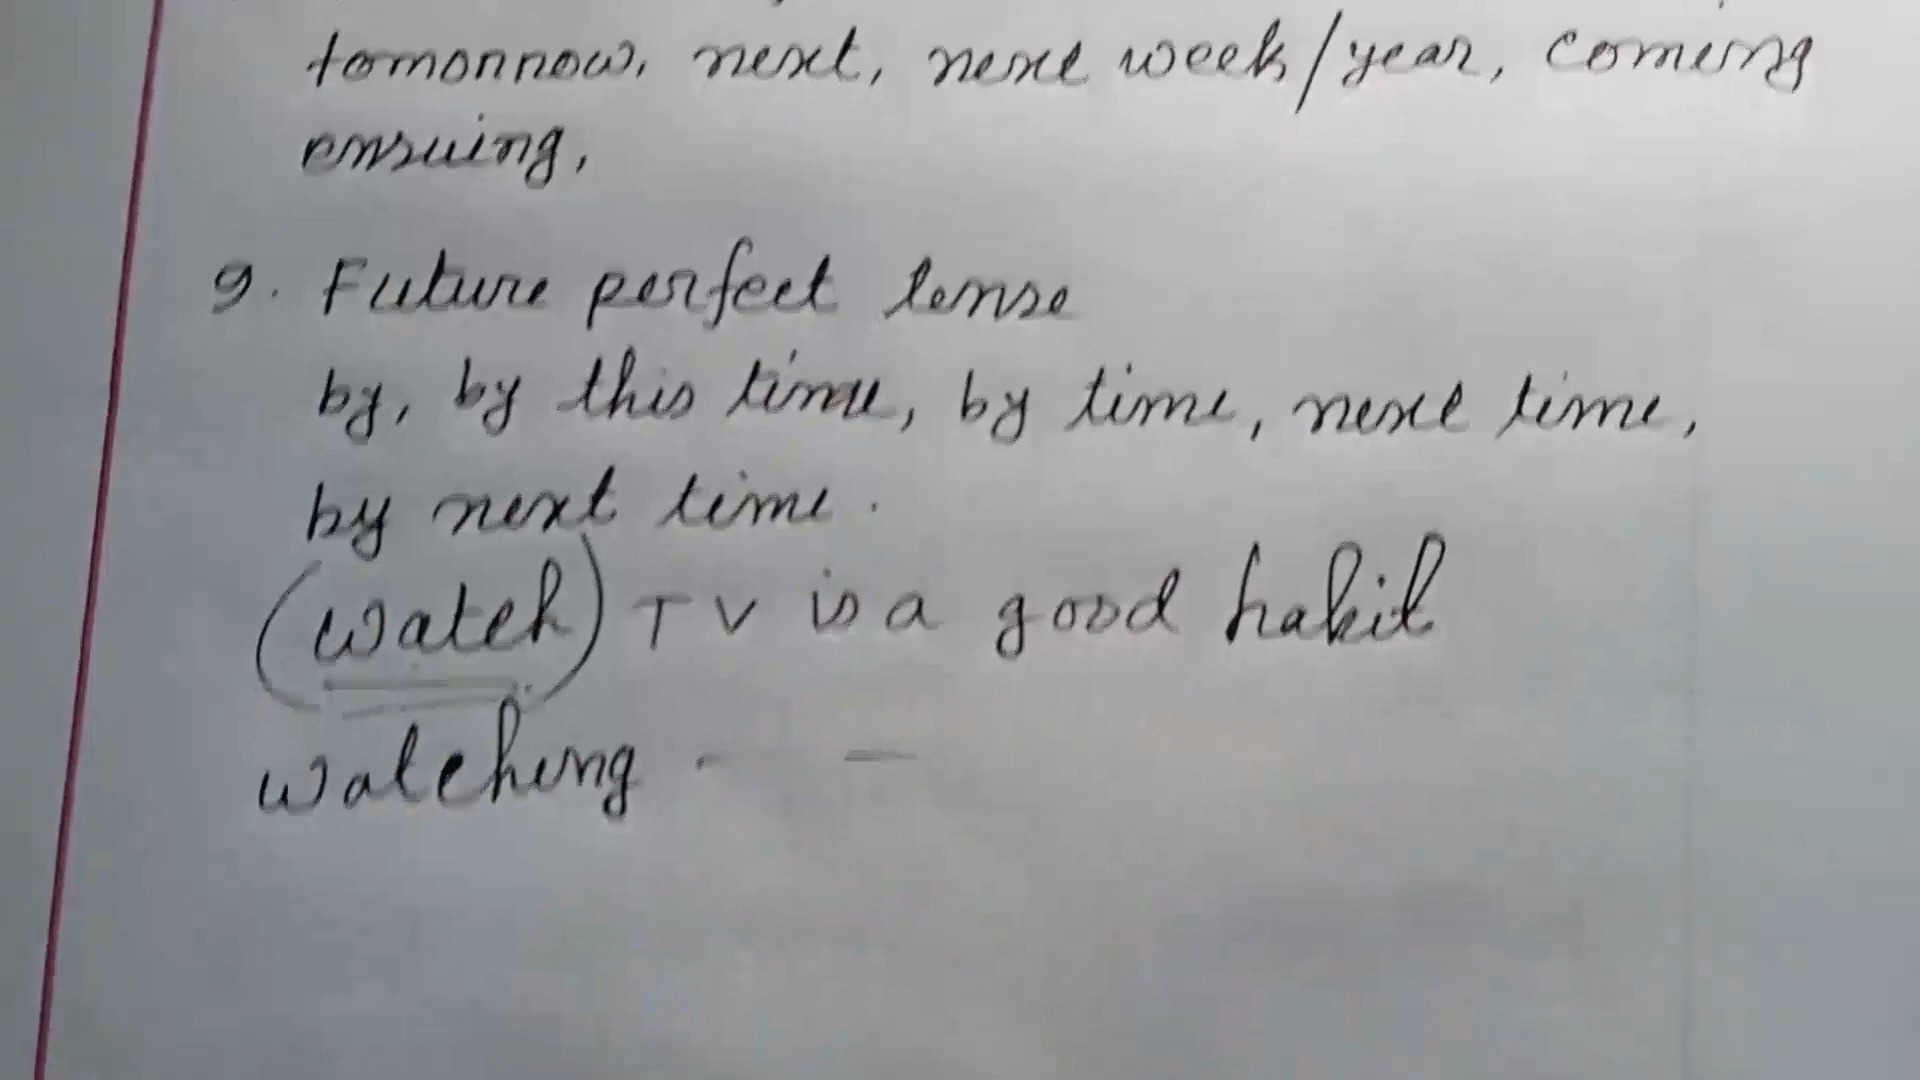 tomorrow, next, next week/year, coming
ensuing,
9. Future perfect tense
by, by this time, by time, next time,
by next time.
(watch) TV is a good habit
watching - —